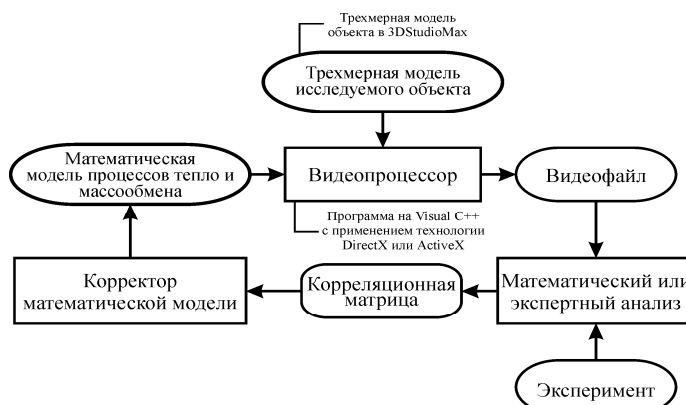 Трехмерная модель
объекта в 3DStudioMax
Трехмерная модель
исследуемого объекта
Математическая
модель процессов тепло и
массообмена
Видеопроцессор
Видеофайл
Программа на Visual C++
с применением технологии
DirectX или ActiveX
Корректор
математической модели
Корреляционная
матрица
Математический или
экспертный анализ
Эксперимент